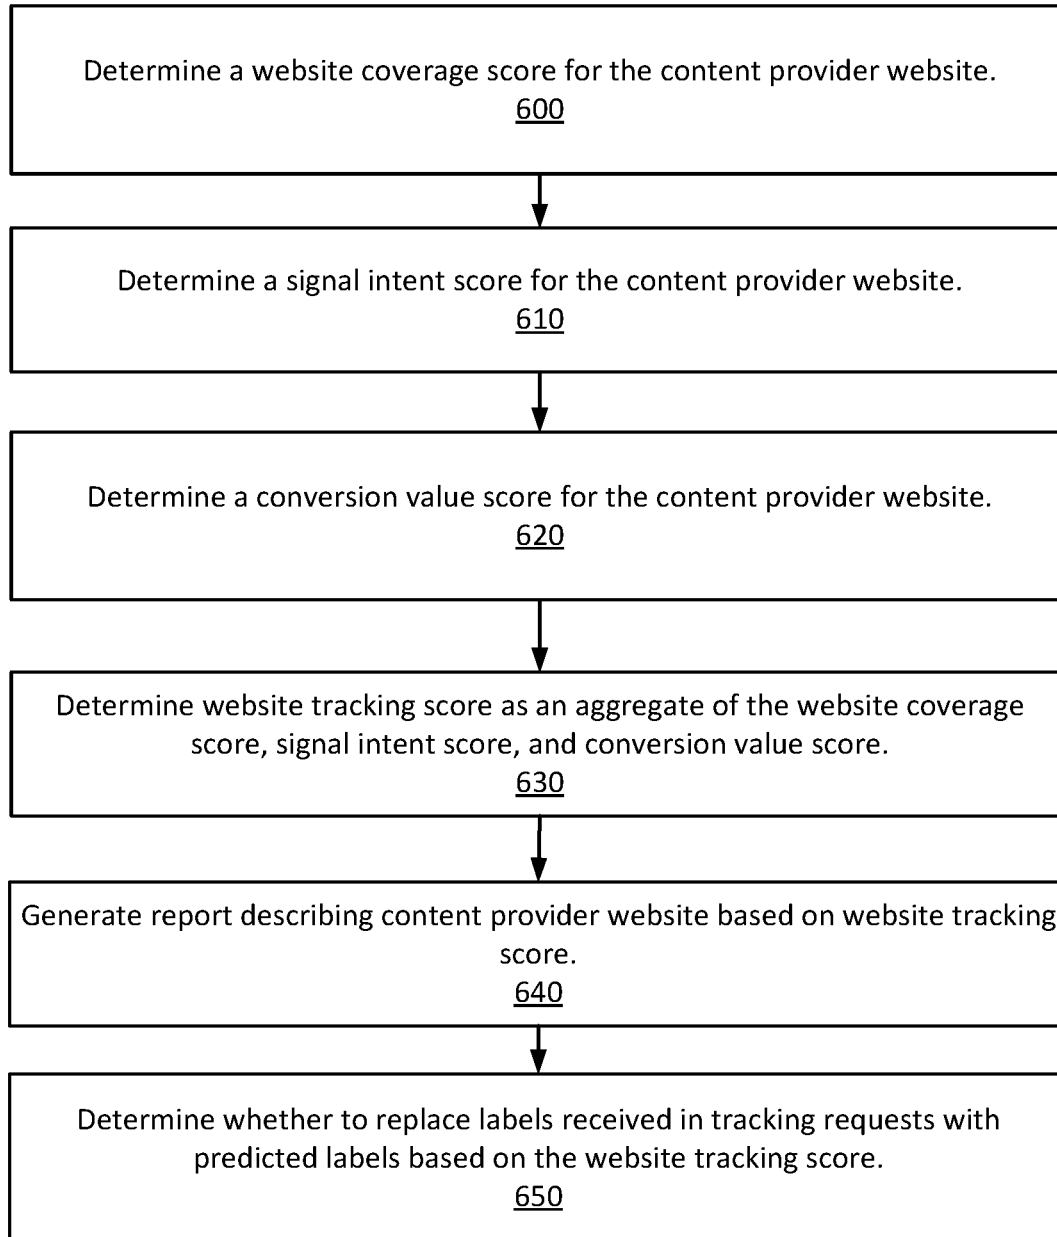 Determine a website coverage score for the content provider website.
600
Determine a signal intent score for the content provider website.
610
Determine a conversion value score for the content provider website.
620
Determine website tracking score as an aggregate of the website coverage
score, signal intent score, and conversion value score.
630
Generate report describing content provider website based on website tracking
score.
640
Determine whether to replace labels received in tracking requests with
predicted labels based on the website tracking score.
650